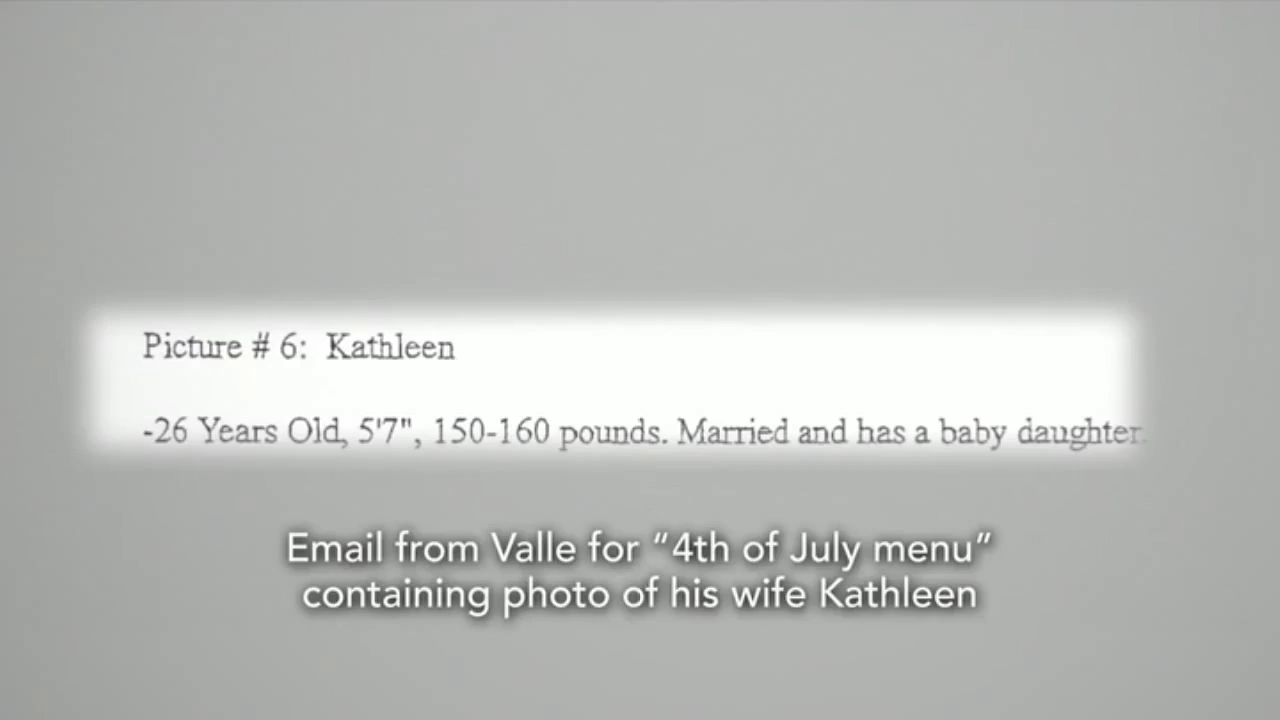 Picture # 6: Kathleen
-26 Years Old, 5'7", 150-160 pounds. Married and has a baby daughter.
Email from Valle for “4th of July menu”
containing photo of his wife Kathleen